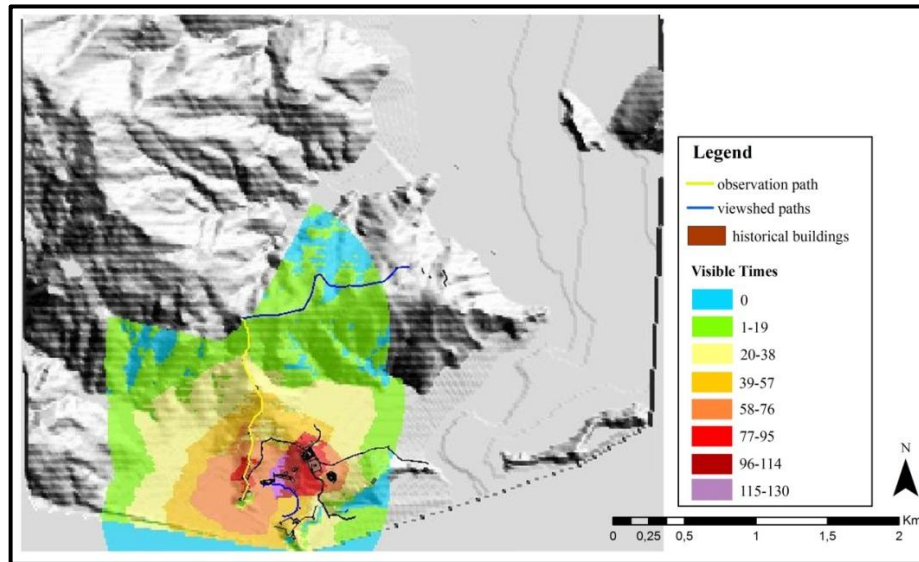 Legend
observation path
viewshed paths
historical buildings
Visible Times
0
1-19
20-38
39-57
58-76
77-95
96-114
115-130
N
Km
0 0,25 0,5 1 1,5 2